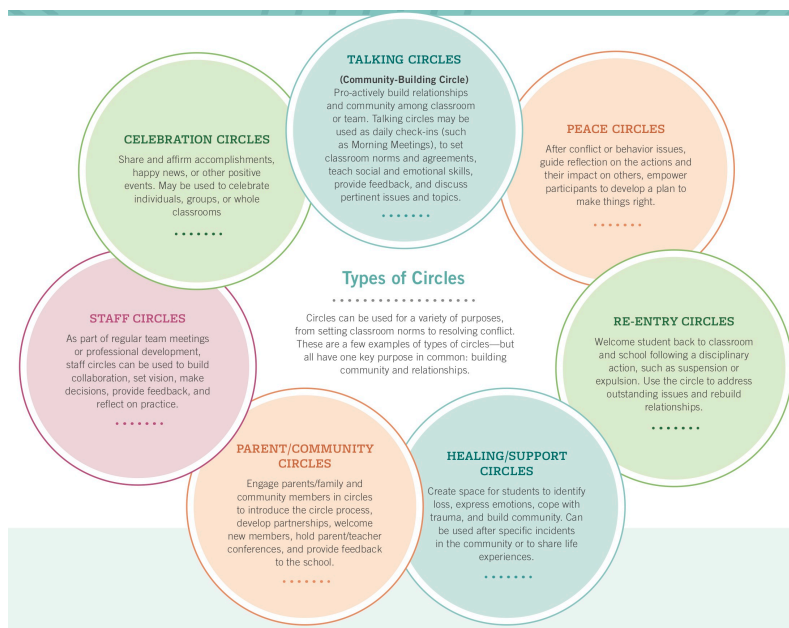 TALKING CIRCLES
(Community-Building Circle)
Pro-actively build relationships
and community among classroom
or team. Talking circles may be
used as daily check-ins (such
as Morning Meetings), to set
classroom norms and agreements,
teach social and emotional skills,
provide feedback, and discuss
pertinent issues and topics.
PEACE CIRCLES
After conflict or behavior issues,
guide reflection on the actions and
their impact on others, empower
participants to develop a plan to
make things right.
RE-ENTRY CIRCLES
Welcome student back to classroom
and school following a disciplinary
action, such as suspension or
expulsion. Use the circle to address
outstanding issues and rebuild
relationships.
HEALING/SUPPORT
CIRCLES
Create space for students to identify
loss, express emotions, cope with
trauma, and build community. Can
be used after specific incidents
in the community or to share life
experiences.
PARENT/COMMUNITY
CIRCLES
Engage parents/family and
community members in circles
to introduce the circle process,
develop partnerships, welcome
new members, hold parent/teacher
conferences, and provide feedback
to the school.
STAFF CIRCLES
As part of regular team meetings
or professional development,
staff circles can be used to build
collaboration, set vision, make
decisions, provide feedback, and
reflect on practice.
CELEBRATION CIRCLES
Share and affirm accomplishments,
happy news, or other positive
events. May be used to celebrate
individuals, groups, or whole
classrooms
Types of Circles
Circles can be used for a variety of purposes,
from setting classroom norms to resolving conflict.
These are a few examples of types of circles—but
all have one key purpose in common: building
community and relationships.